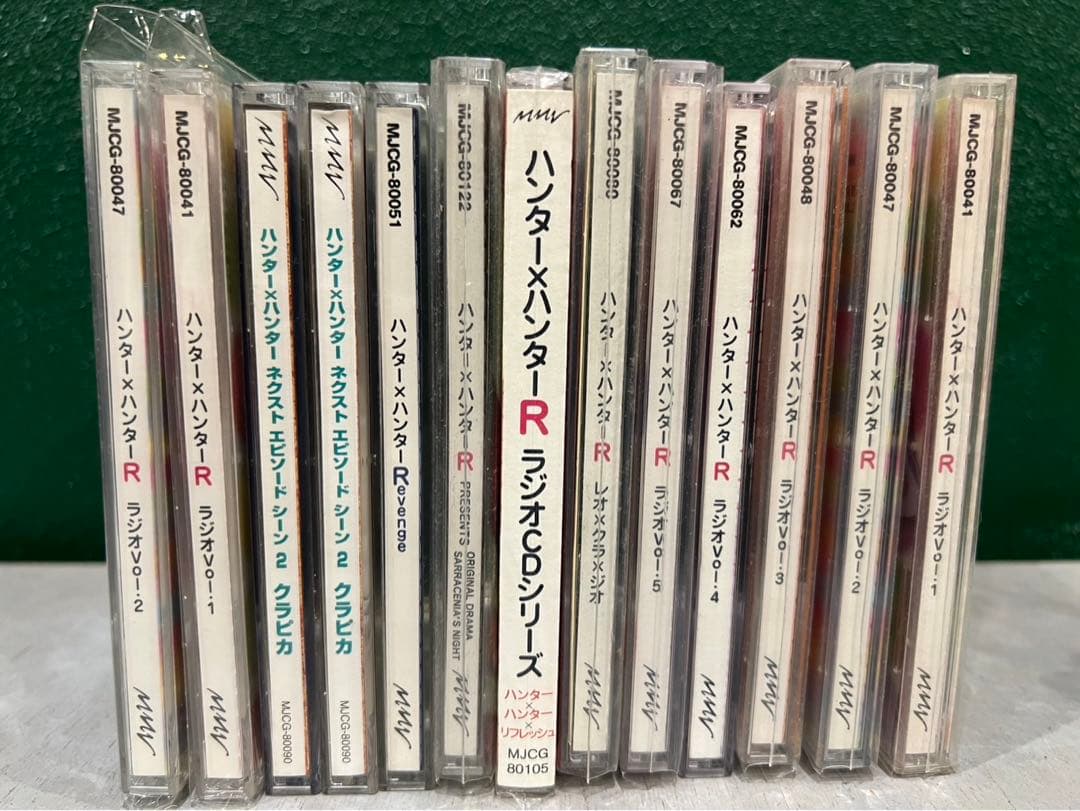 MJCG-80047
ハンター×ハンターR ラジオVol.2
mmv
MJCG-80041
ハンター×ハンターR ラジオVol.1
mmv
mmv
ハンター×ハンター ネクスト エピソード シーン 2 クラピカ
MJCG-80090
mmv
ハンター×ハンター ネクスト エピソード シーン 2 クラピカ
MJCG-80090
MJCG-80051
ハンター×ハンターRevenge
mmv
MJCG-80122
ハンター×ハンターR PRESENTS ORIGINAL DRAMA
SARRACENIA'S NIGHT
mmv
mmv
ハンター×ハンターR ラジオCDシリーズ
ハンター
×
ハンター
×
リフレッシュ
MJCG
80105
MJCG-80080
ハンター×ハンターR レオ×クラ×ジオ
mmv
MJCG-80067
ハンター×ハンターR ラジオVol.5
mmv
MJCG-80062
ハンター×ハンターR ラジオVol.4
mmv
MJCG-80048
ハンター×ハンターR ラジオVol.3
mmv
MJCG-80047
ハンター×ハンターR ラジオVol.2
mmv
MJCG-80041
ハンター×ハンターR ラジオVol.1
mmv